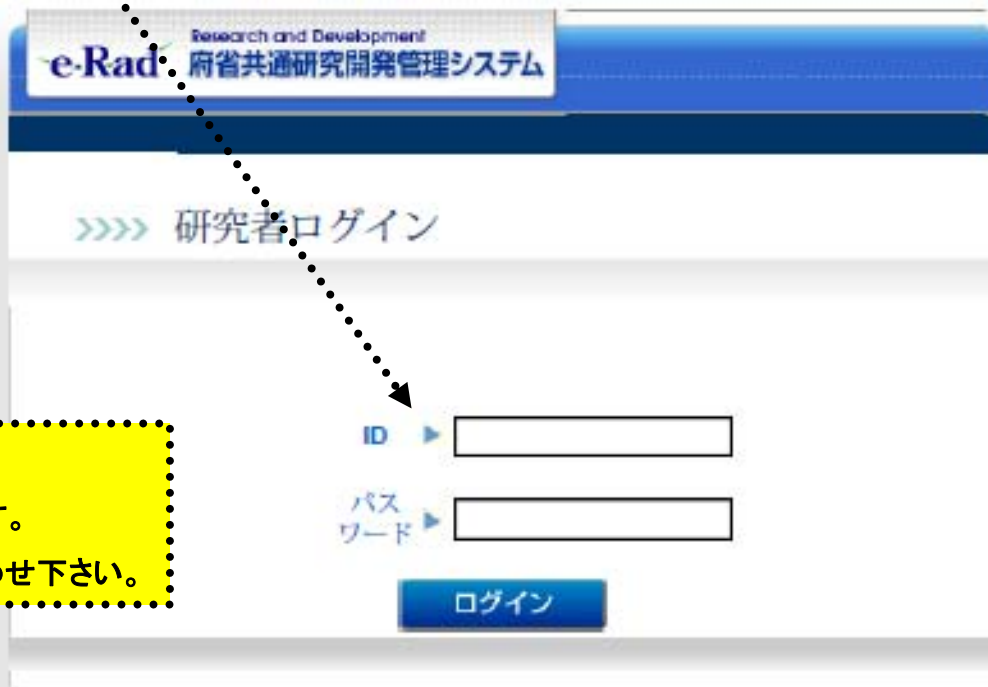 Research and Development
e-Rad 府省共通研究開発管理システム
>>>> 研究者ログイン
ID
パス
ワード
。
せ下さい。
ログイン